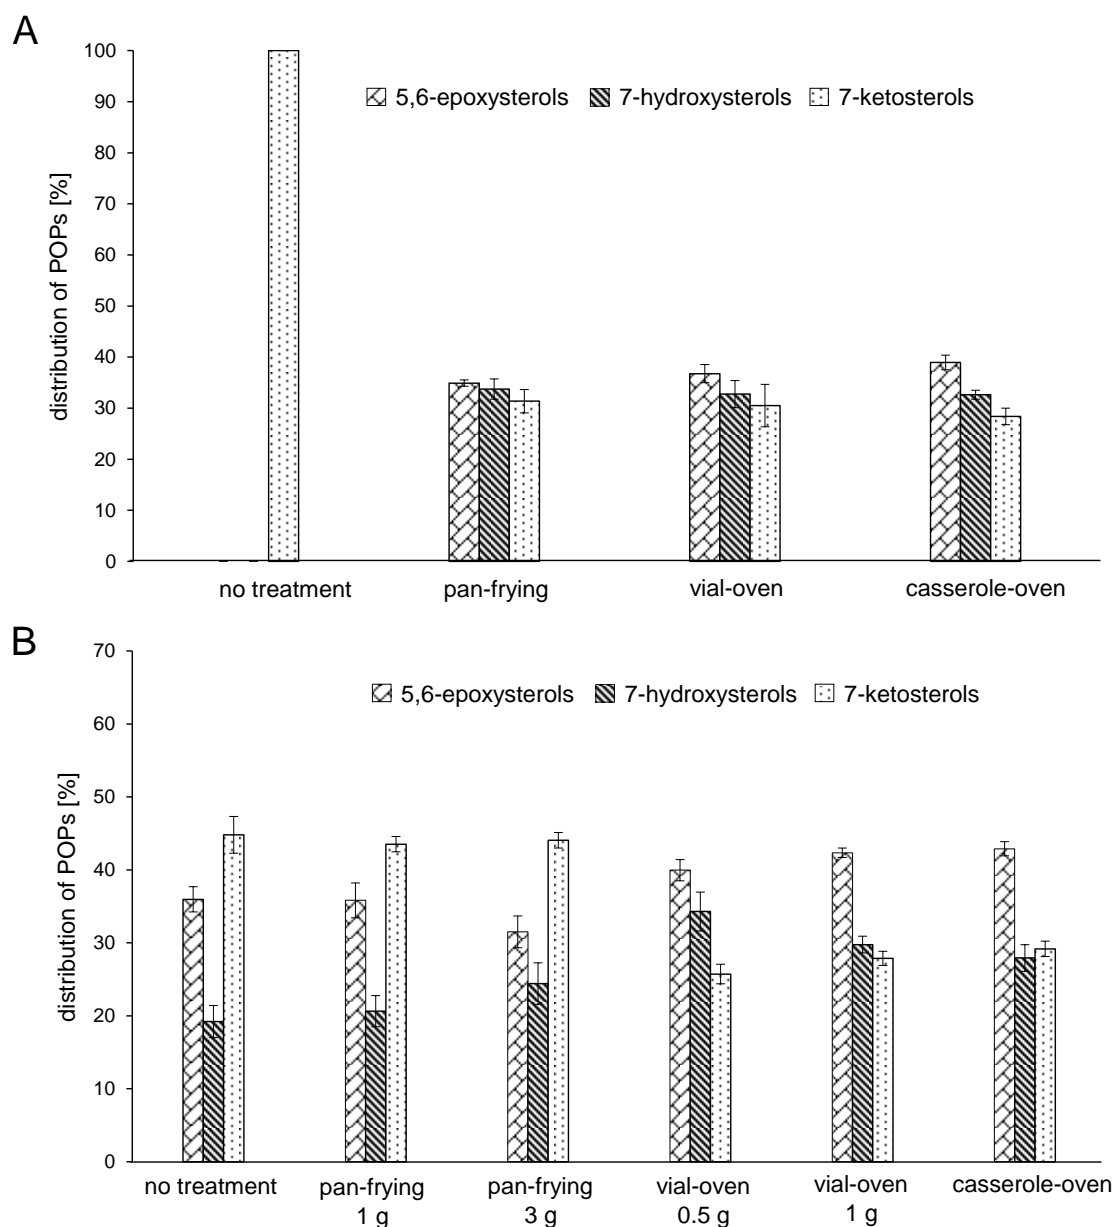 A
distribution of POPs [%]
100
90
80
70
60
50
40
30
20
10
0
5,6-epoxysterols 7-hydroxysterols 7-ketosterols
no treatment pan-frying vial-oven casserole-oven
B
distribution of POPs [%]
70
60
50
40
30
20
10
0
5,6-epoxysterols 7-hydroxysterols 7-ketosterols
no treatment pan-frying pan-frying vial-oven vial-oven casserole-oven
1 g 3 g 0.5 g 1 g